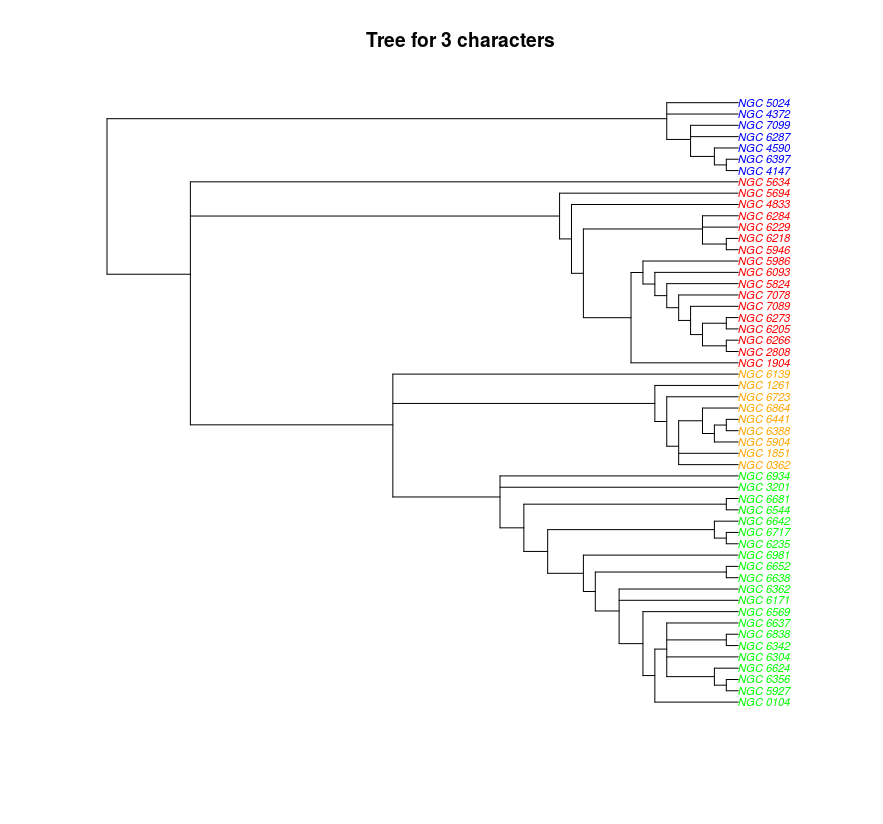 Tree for 3 characters
NGC 5024
NGC 4372
NGC 7099
NGC 6287
NGC 4590
NGC 6397
NGC 4147
NGC 5634
NGC 5694
NGC 4833
NGC 6284
NGC 6229
NGC 6218
NGC 5946
NGC 5986
NGC 6093
NGC 5824
NGC 7078
NGC 7089
NGC 6273
NGC 6205
NGC 6266
NGC 2808
NGC 1904
NGC 6139
NGC 1261
NGC 6723
NGC 6864
NGC 6441
NGC 6388
NGC 5904
NGC 1851
NGC 0362
NGC 6934
NGC 3201
NGC 6681
NGC 6544
NGC 6642
NGC 6717
NGC 6235
NGC 6981
NGC 6652
NGC 6638
NGC 6362
NGC 6171
NGC 6569
NGC 6637
NGC 6838
NGC 6342
NGC 6304
NGC 6624
NGC 6356
NGC 5927
NGC 0104